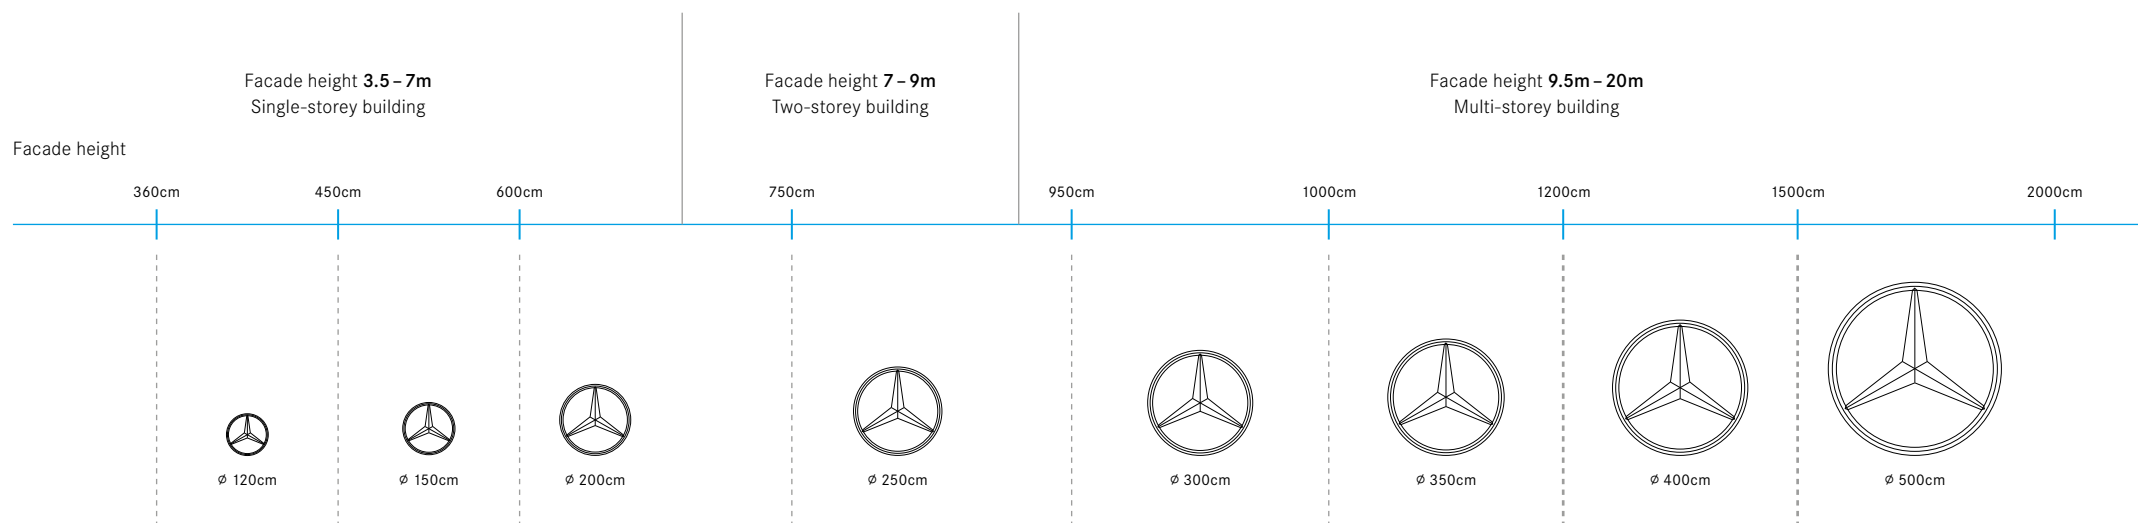 Facade height 3.5 – 7m
Single-storey building
Facade height 7 – 9m
Two-storey building
Facade height 9.5m – 20m
Multi-storey building
Facade height
360cm
450cm
600cm
750cm
950cm
1000cm
1200cm
1500cm
2000cm
⌀ 120cm
⌀ 150cm
⌀ 200cm
⌀ 250cm
⌀ 300cm
⌀ 350cm
⌀ 400cm
⌀ 500cm